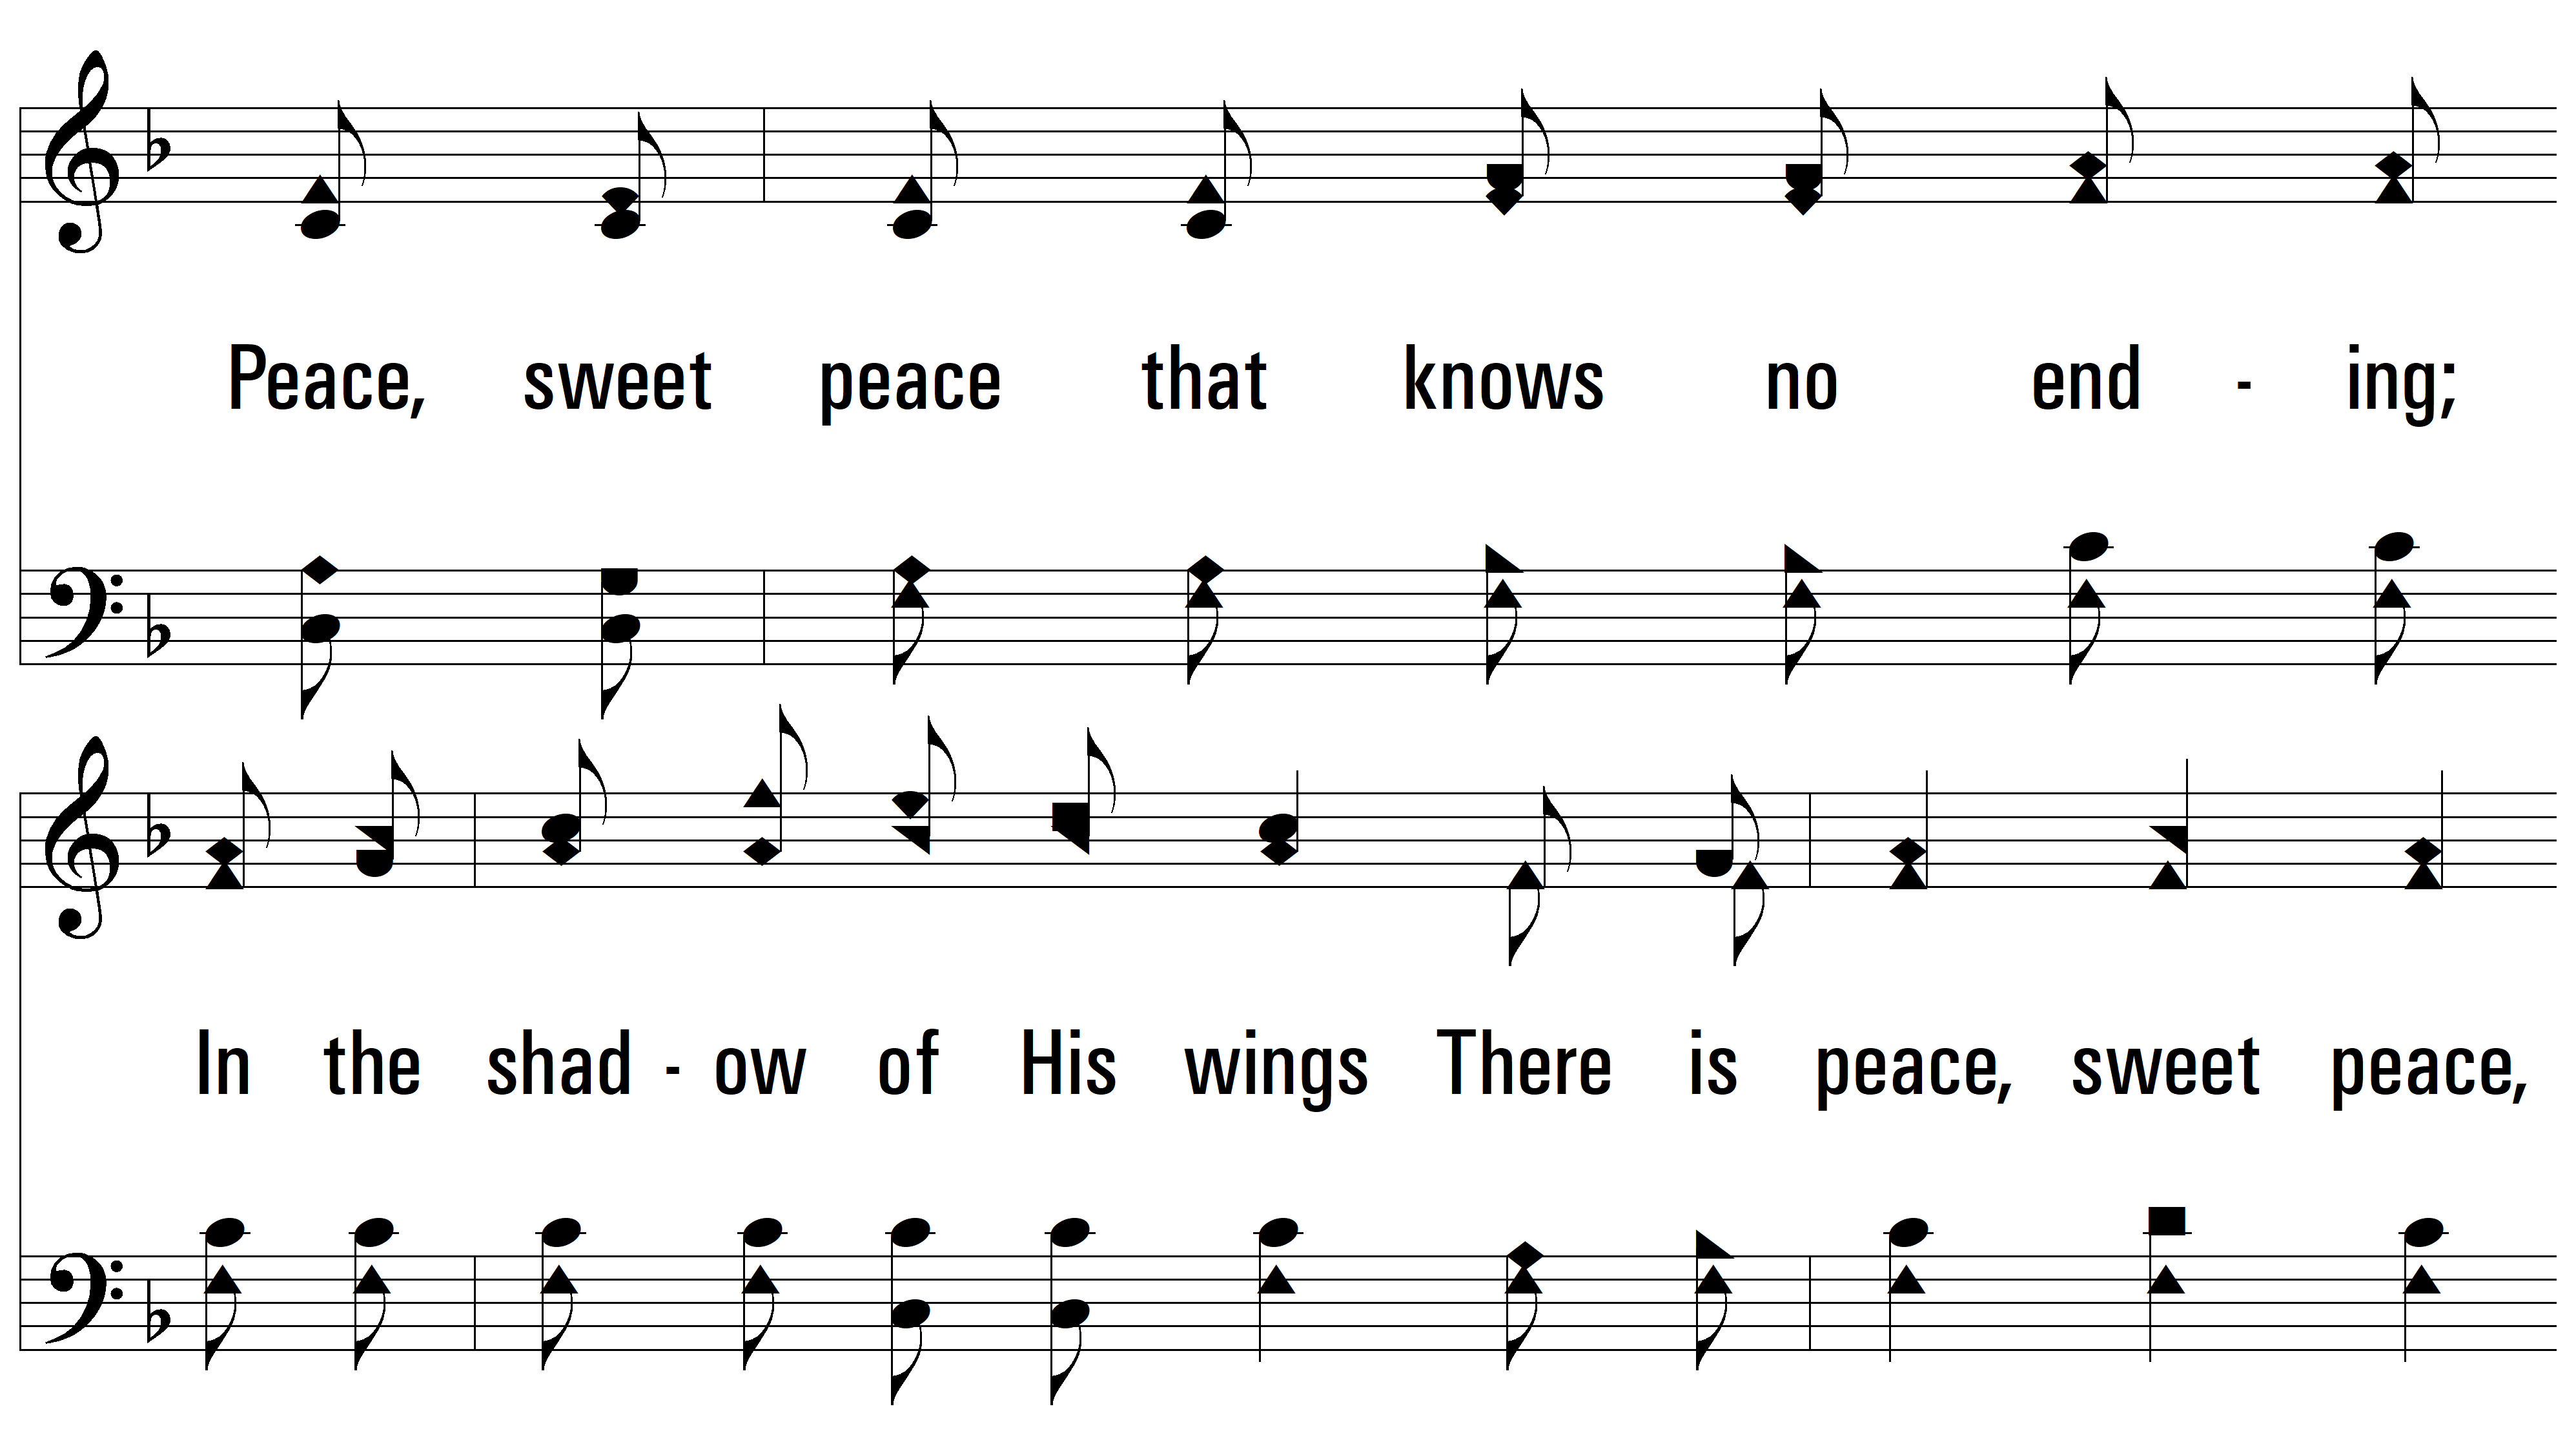 Peace, sweet peace that knows no end - ing;
In the shad - ow of His wings There is peace, sweet peace,